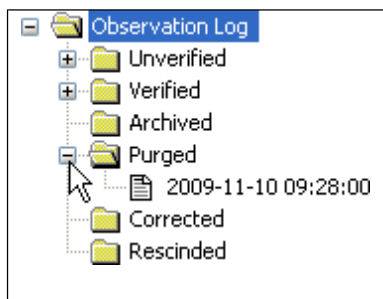 Observation Log
Unverified
Verified
Archived
Purged
2009-11-10 09:28:00
Corrected
Rescinded